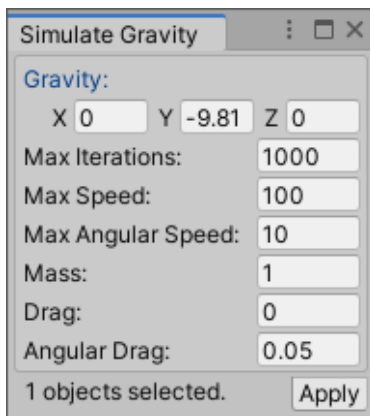 Simulate Gravity
Gravity:
X 0 Y -9.81 Z 0
Max Iterations: 1000
Max Speed: 100
Max Angular Speed: 10
Mass: 1
Drag: 0
Angular Drag: 0.05
1 objects selected. Apply